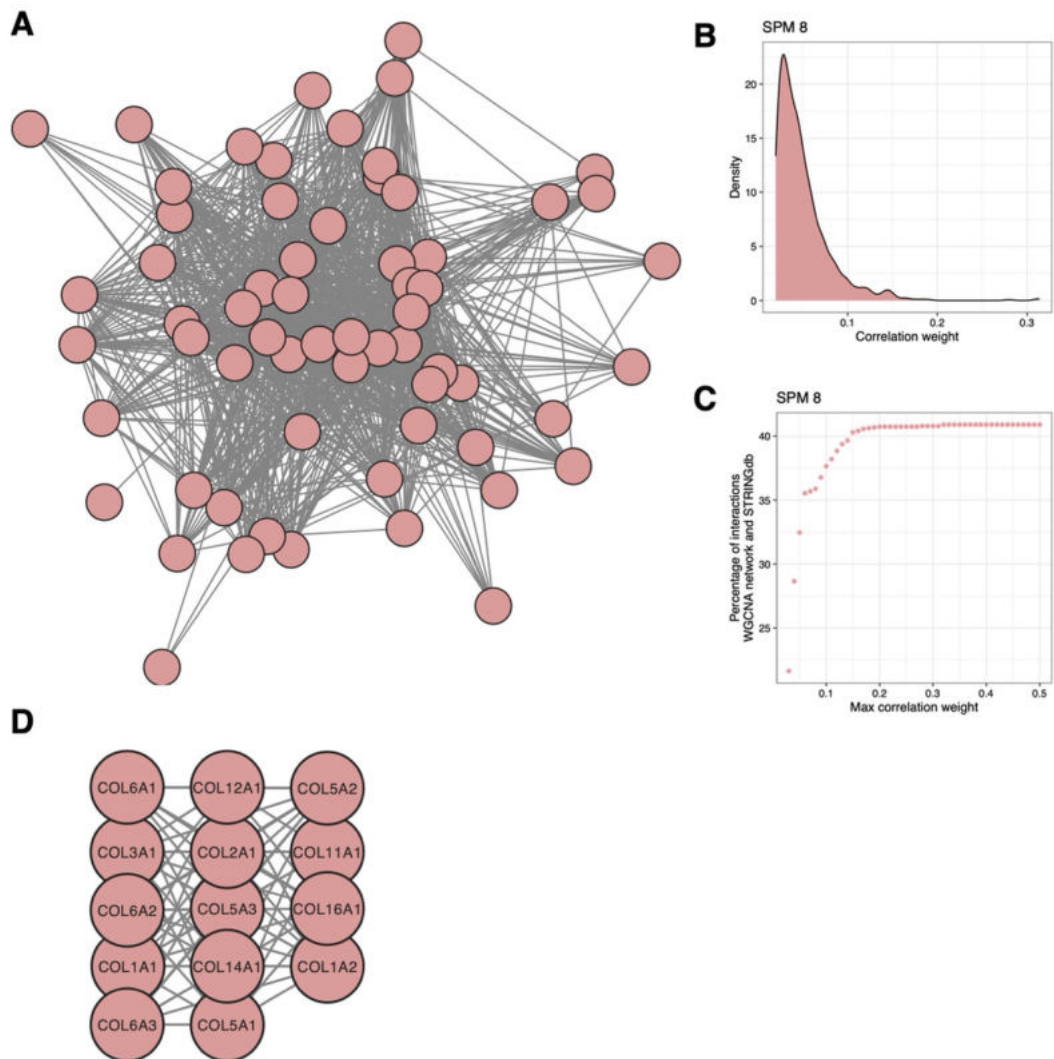 A
B
SPM 8
Density
20
15
10
5
0
0.1 0.2 0.3
Correlation weight
C
SPM 8
Percentage of interactions
WGCNA network and STRINGdb
40
35
30
25
0.1 0.2 0.3 0.4 0.5
Max correlation weight
D
COL6A1 COL12A1 COL5A2
COL3A1 COL2A1 COL11A1
COL6A2 COL5A3 COL16A1
COL1A1 COL14A1 COL1A2
COL6A3 COL5A1